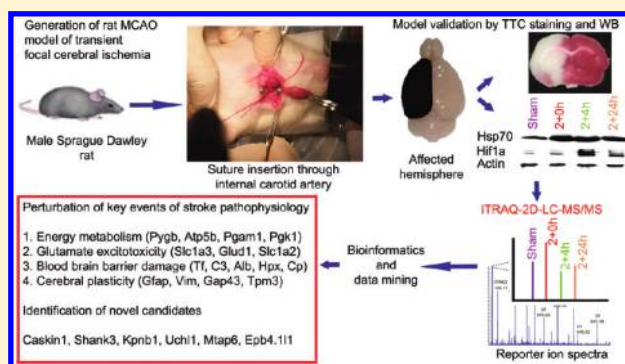 Generation of rat MCAO
model of transient
focal cerebral ischemia
Male Sprague Dawley
rat
Suture insertion through
internal carotid artery
Model validation by TTC staining and WB
Affected
hemisphere
Sham
2+0h
2+4h
2+24h
Hsp70
Hif1a
Actin
ITRAQ-2D-LC-MS/MS
Sham
2+0h
2+4h
2+24h
Reporter ion spectra
Bioinformatics
and
data mining
Perturbation of key events of stroke pathophysiology
1. Energy metabolism (Pygb, Atp5b, Pgam1, Pgk1)
2. Glutamate excitotoxicity (Slc1a3, Glud1, Slc1a2)
3. Blood brain barrier damage (Tf, C3, Alb, Hpx, Cp)
4. Cerebral plasticity (Gfap, Vim, Gap43, Tpm3)
Identification of novel candidates
Caskin1, Shank3, Kpnb1, Uchl1, Mtap6, Epb4.1l1